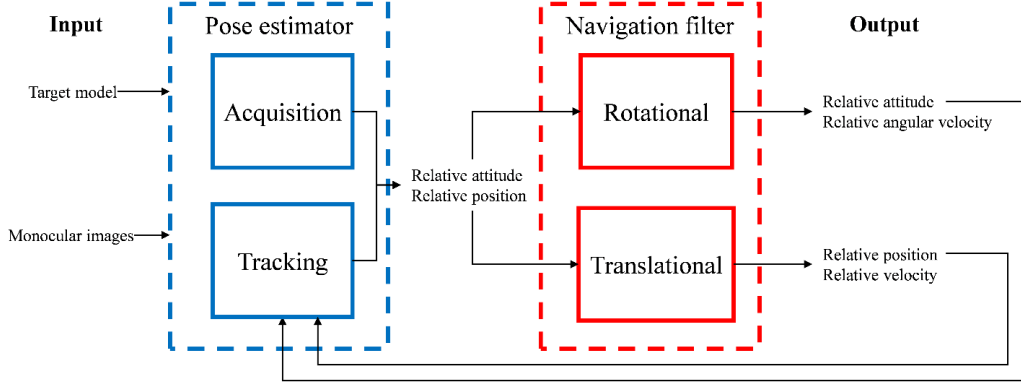 Input
Pose estimator
Navigation filter
Output
Target model
Acquisition
Rotational
Relative attitude
Relative angular velocity
Relative attitude
Relative position
Monocular images
Tracking
Translational
Relative position
Relative velocity